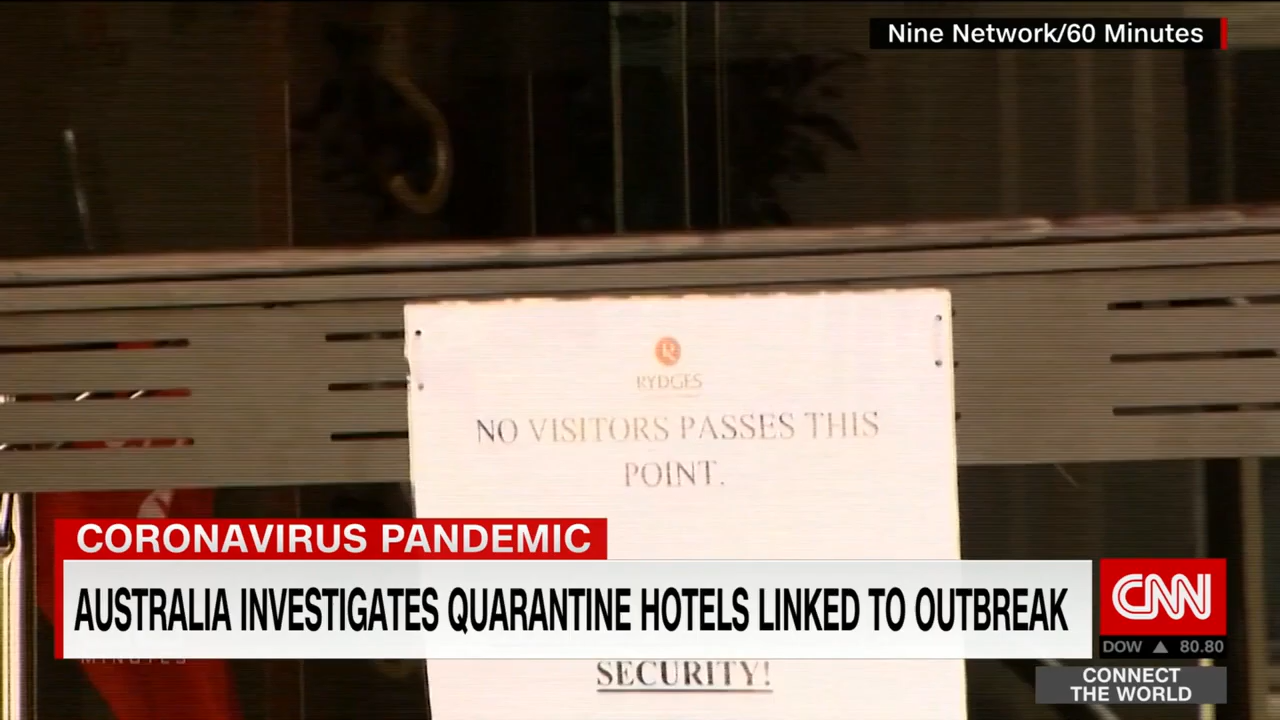 Nine Network/60 Minutes
R
RYDGES
NO VISITORS PASSES THIS
POINT.
CORONAVIRUS PANDEMIC
AUSTRALIA INVESTIGATES QUARANTINE HOTELS LINKED TO OUTBREAK
CNN
DOW ▲ 80.80
MINUTES
SECURITY!
CONNECT
THE WORLD